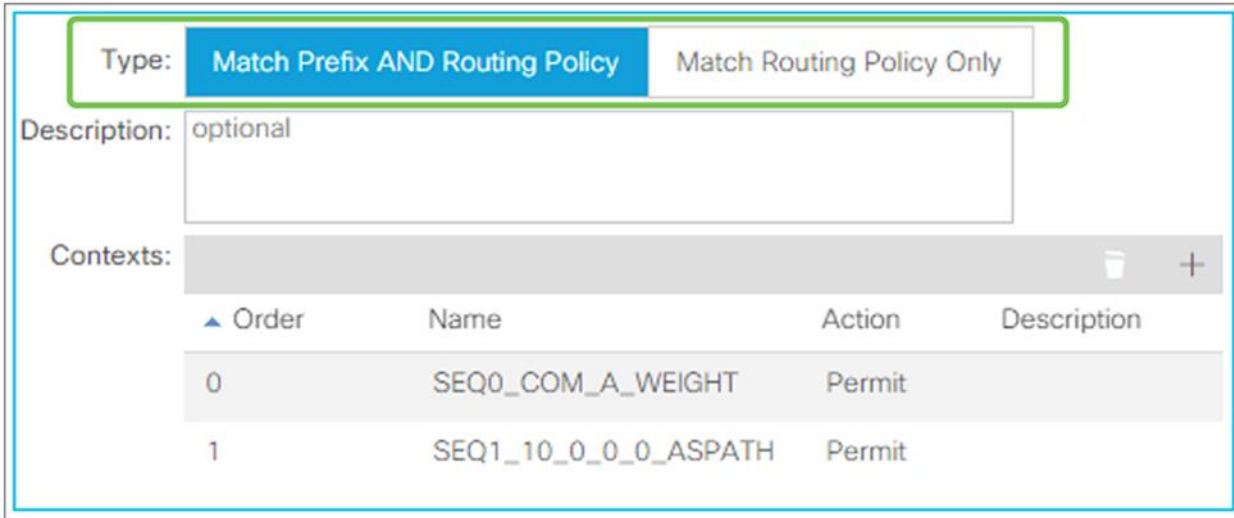 Type: Match Prefix AND Routing Policy Match Routing Policy Only
Description: optional
Contexts: +
Order Name Action Description
0 SEQ0_COM_A_WEIGHT Permit
1 SEQ1_10_0_0_0_ASPATH Permit